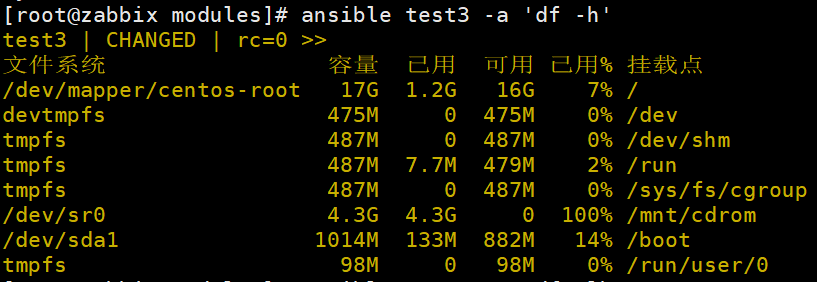 [root@zabbix modules]# ansible test3 -a 'df -h'
test3 | CHANGED | rc=0 >>
文件系统 容量 已用 可用 已用% 挂载点
/dev/mapper/centos-root 17G 1.2G 16G 7% /
devtmpfs 475M 0 475M 0% /dev
tmpfs 487M 0 487M 0% /dev/shm
tmpfs 487M 7.7M 479M 2% /run
tmpfs 487M 0 487M 0% /sys/fs/cgroup
/dev/sr0 4.3G 4.3G 0 100% /mnt/cdrom
/dev/sda1 1014M 133M 882M 14% /boot
tmpfs 98M 0 98M 0% /run/user/0